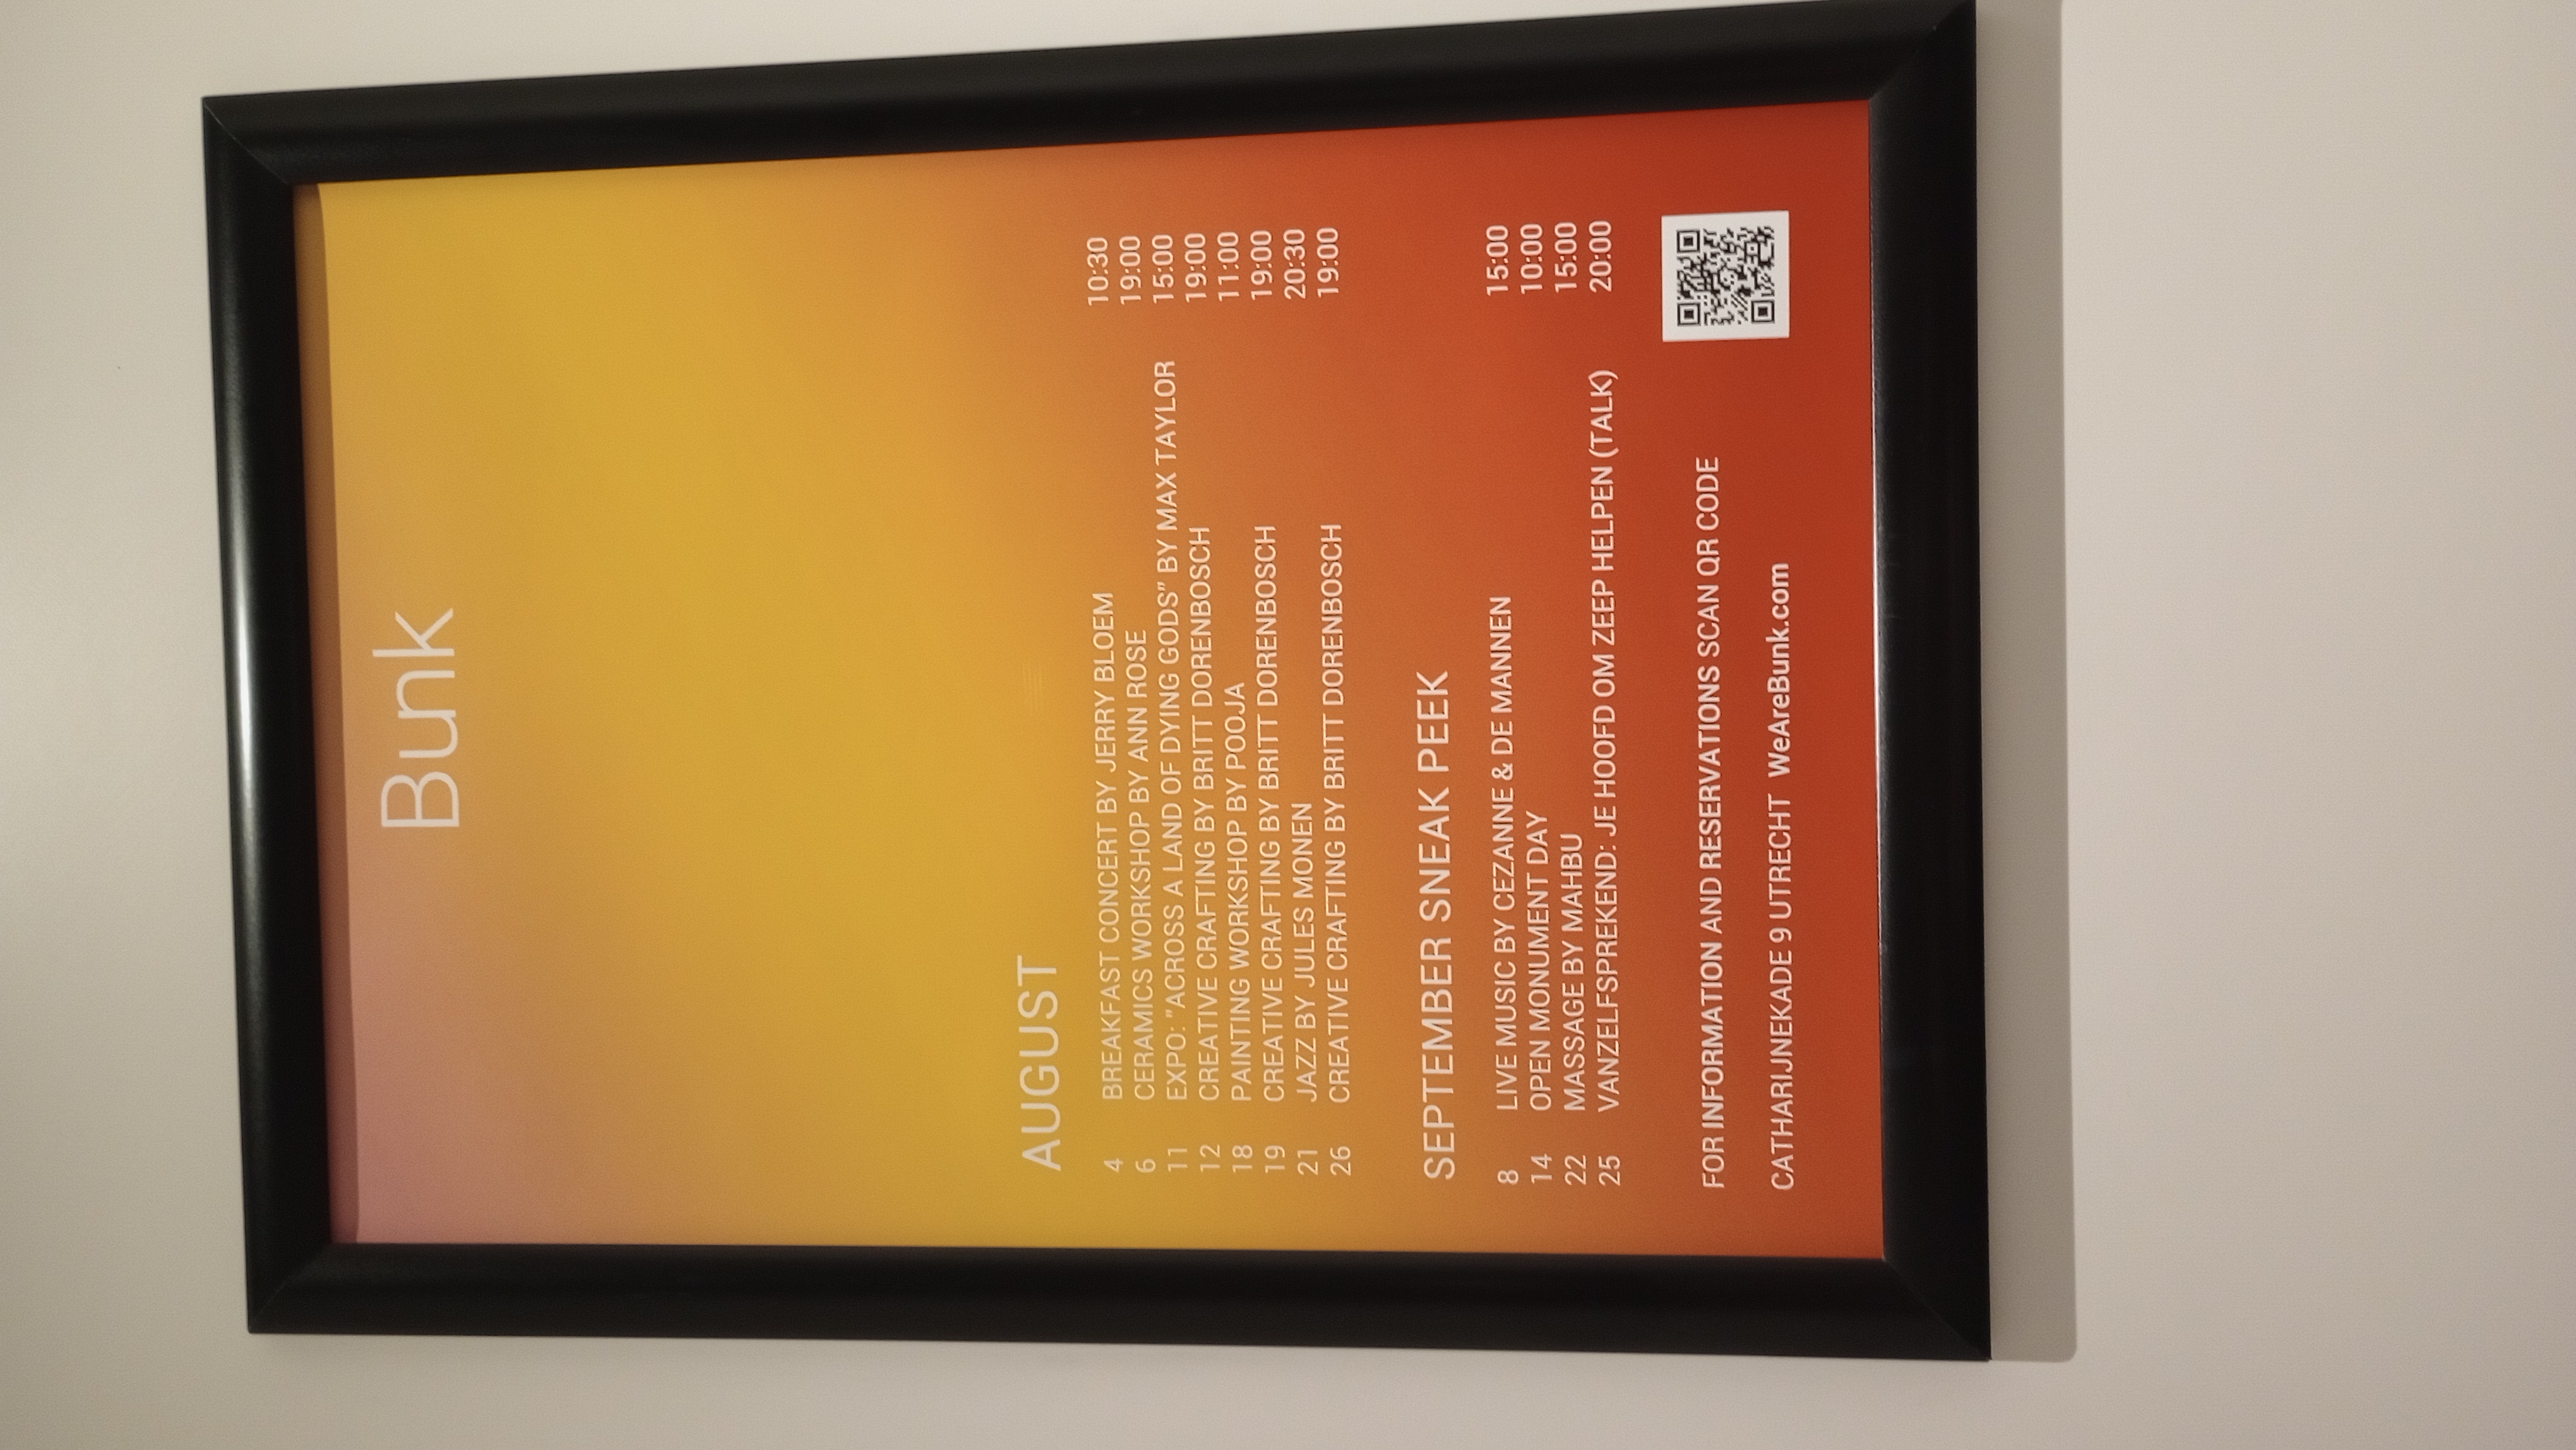 Bunk
AUGUST
4 BREAKFAST CONCERT BY JERRY BLOEM 10:30
6 CERAMICS WORKSHOP BY ANN ROSE 19:00
11 EXPO: "ACROSS A LAND OF DYING GODS" BY MAX TAYLOR 15:00
12 CREATIVE CRAFTING BY BRITT DORENBOSCH 19:00
18 PAINTING WORKSHOP BY POOJA 11:00
19 CREATIVE CRAFTING BY BRITT DORENBOSCH 19:00
21 JAZZ BY JULES MONEN 20:30
26 CREATIVE CRAFTING BY BRITT DORENBOSCH 19:00
SEPTEMBER SNEAK PEEK
8 LIVE MUSIC BY CEZANNE & DE MANNEN 15:00
14 OPEN MONUMENT DAY 10:00
22 MASSAGE BY MAHBU 15:00
25 VANZELFSPREKEND: JE HOOFD OM ZEEP HELPEN (TALK) 20:00
FOR INFORMATION AND RESERVATIONS SCAN QR CODE
CATHARIJNEKADE 9 UTRECHT WeAreBunk.com